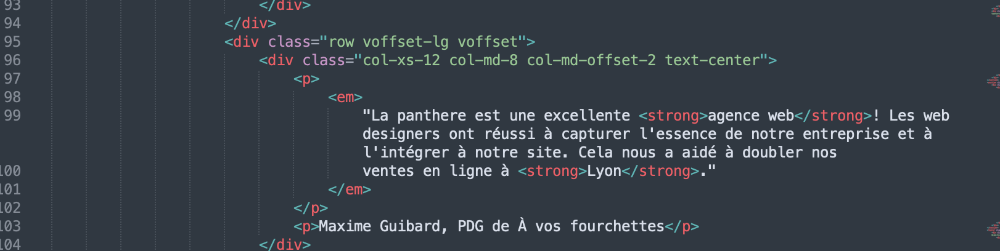 93 </div>
94 </div>
95 <div class="row voffset-lg voffset">
96 <div class="col-xs-12 col-md-8 col-md-offset-2 text-center">
97 <p>
98 <em>
99 "La panthere est une excellente <strong>agence web</strong>! Les web
designers ont réussi à capturer l'essence de notre entreprise et à
l'intégrer à notre site. Cela nous a aidé à doubler nos
100 ventes en ligne à <strong>Lyon</strong>."
101 </em>
102 </p>
103 <p>Maxime Guibard, PDG de À vos fourchettes</p>
104 </div>